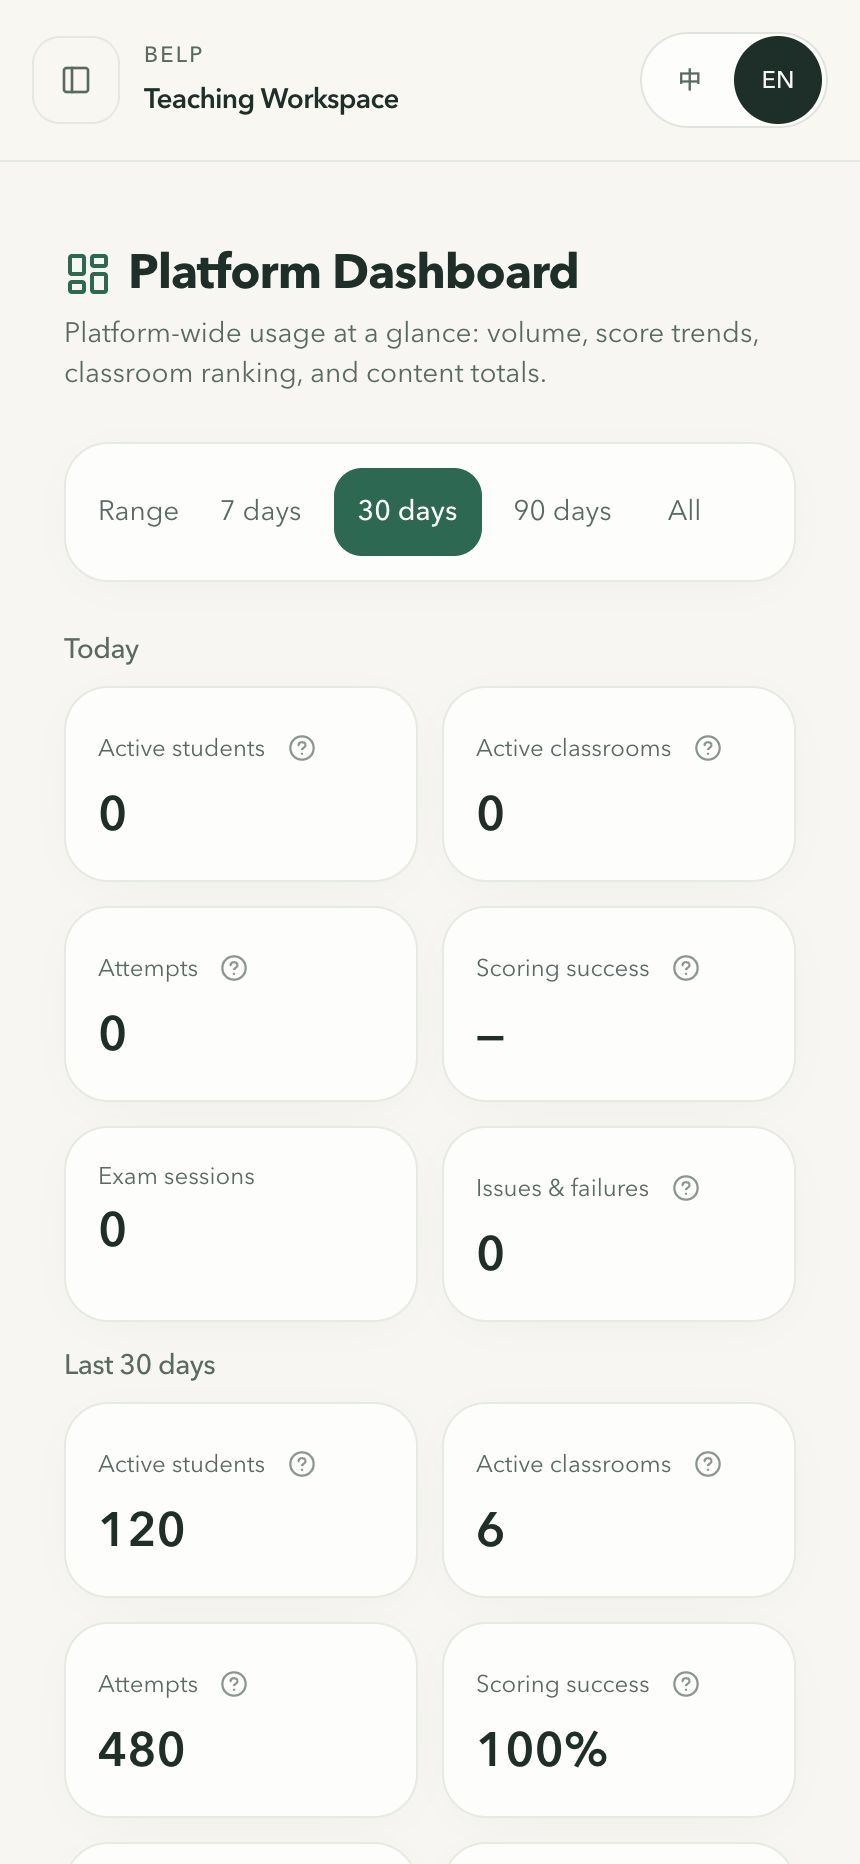 BELP
Teaching Workspace
中
EN
Platform Dashboard
Platform-wide usage at a glance: volume, score trends,
classroom ranking, and content totals.
Range 7 days 30 days 90 days All
Today
Active students
0
Active classrooms
0
Attempts
0
Scoring success
–
Exam sessions
0
Issues & failures
0
Last 30 days
Active students
120
Active classrooms
6
Attempts
480
Scoring success
100%